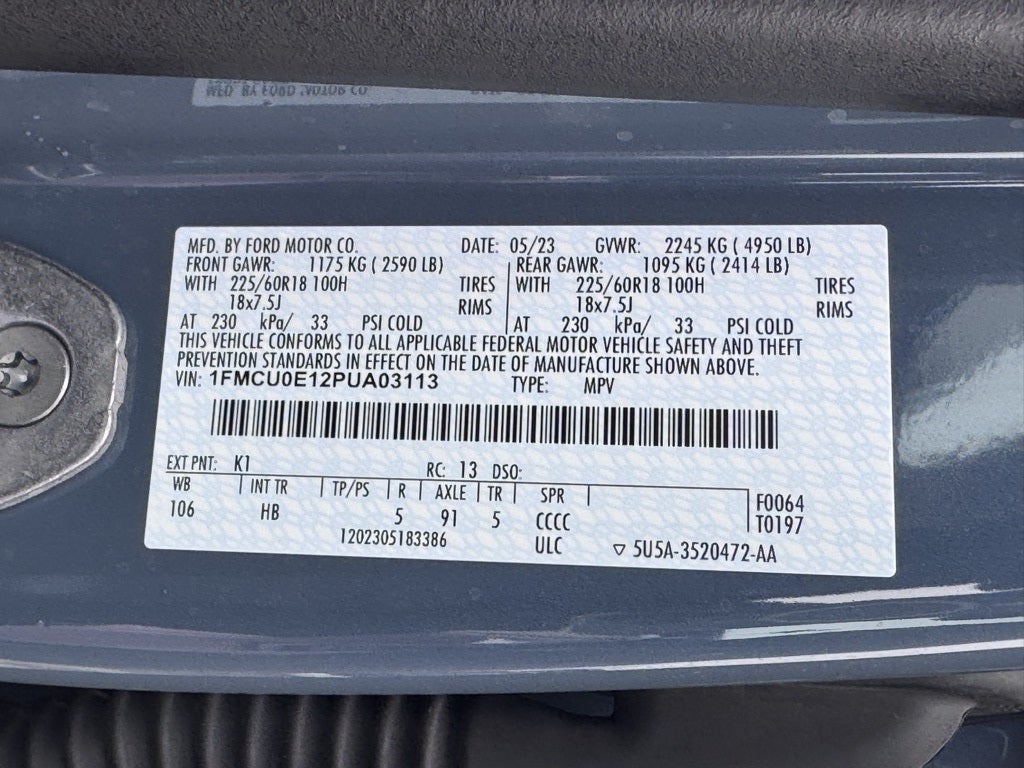 MFD. BY FORD MOTOR CO. DATE: 05/23 GVWR: 2245 KG ( 4950 LB)
FRONT GAWR: 1175 KG ( 2590 LB) REAR GAWR: 1095 KG ( 2414 LB)
WITH 225/60R18 100H TIRES WITH 225/60R18 100H TIRES
18x7.5J RIMS 18x7.5J RIMS
AT 230 kPa/ 33 PSI COLD AT 230 kPa/ 33 PSI COLD
THIS VEHICLE CONFORMS TO ALL APPLICABLE FEDERAL MOTOR VEHICLE SAFETY AND THEFT
PREVENTION STANDARDS IN EFFECT ON THE DATE OF MANUFACTURE SHOWN ABOVE.
VIN: 1FMCU0E12PUA03113 TYPE: MPV
EXT PNT: K1 RC: 13 DSO:
WB INT TR TP/PS R AXLE TR SPR F0064
106 HB 5 91 5 CCCC T0197
1202305183386 ULC ▽ 5U5A-3520472-AA